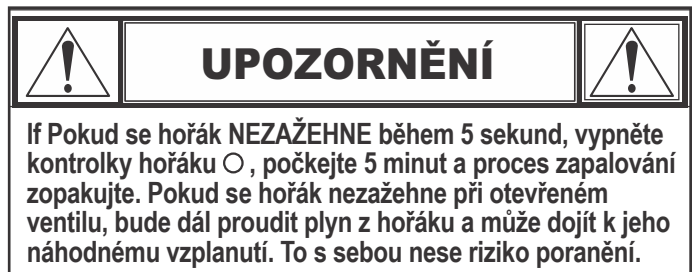 UPOZORNĚNÍ
If Pokud se hořák NEZAŽEHNE během 5 sekund, vypněte
kontrolky hořáku O , počkejte 5 minut a proces zapalování
zopakujte. Pokud se hořák nezažehne při otevřeném
ventilu, bude dál proudit plyn z hořáku a může dojít k jeho
náhodnému vzplanutí. To s sebou nese riziko poranění.